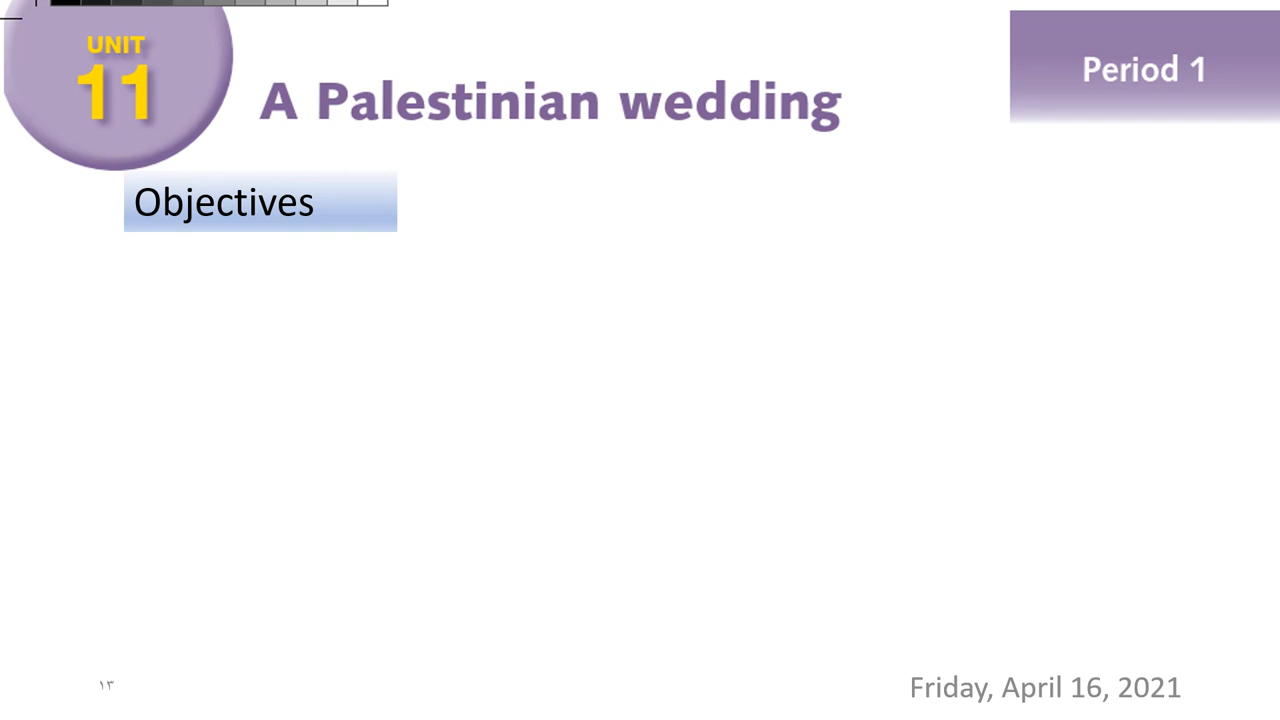 UNIT
11
A Palestinian wedding
Period 1
Objectives
١٣
Friday, April 16, 2021